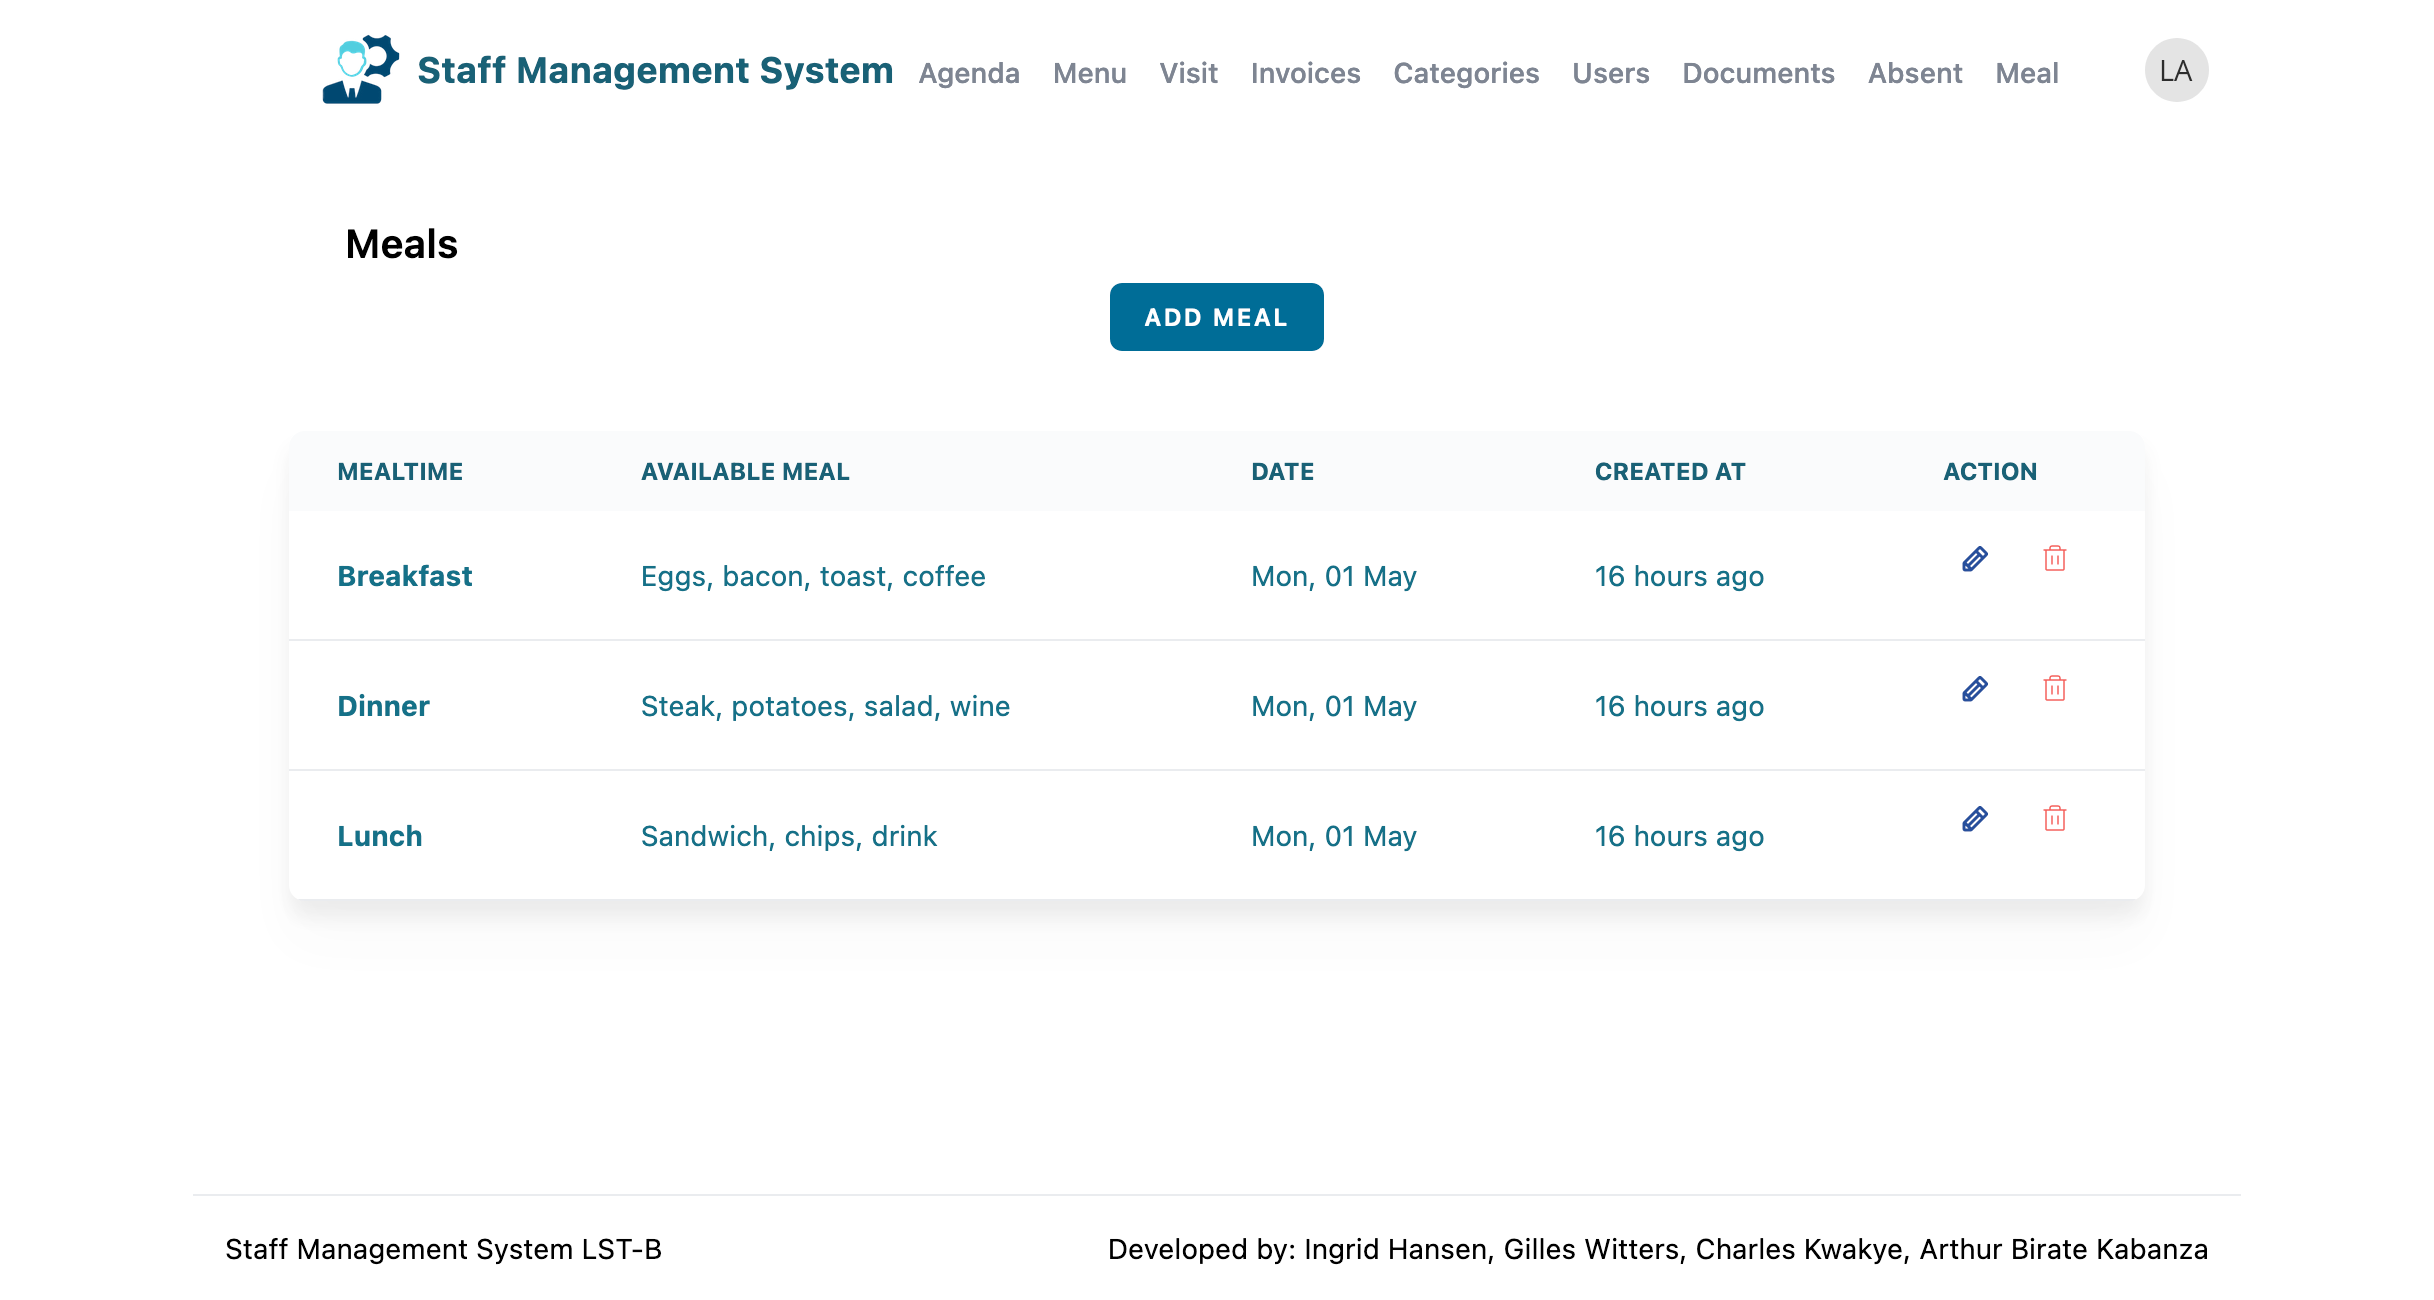 Staff Management System Agenda Menu Visit Invoices Categories Users Documents Absent Meal LA
Meals
ADD MEAL
MEALTIME AVAILABLE MEAL DATE CREATED AT ACTION
Breakfast Eggs, bacon, toast, coffee Mon, 01 May 16 hours ago
Dinner Steak, potatoes, salad, wine Mon, 01 May 16 hours ago
Lunch Sandwich, chips, drink Mon, 01 May 16 hours ago
Staff Management System LST-B Developed by: Ingrid Hansen, Gilles Witters, Charles Kwakye, Arthur Birate Kabanza